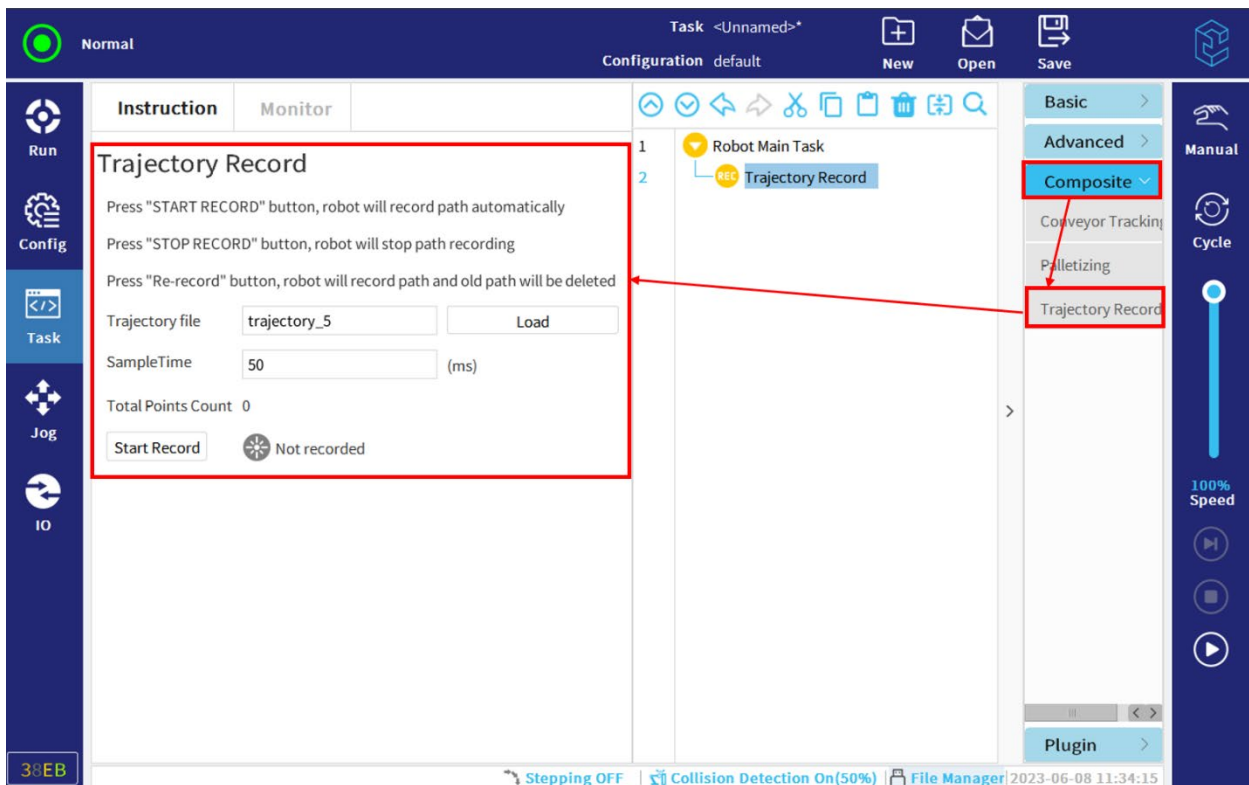 Normal
Task <Unnamed>*
Configuration default
New
Open
Save
Run
Config
Task
Jog
IO
38EB
Instruction
Monitor
Trajectory Record
Press "START RECORD" button, robot will record path automatically
Press "STOP RECORD" button, robot will stop path recording
Press "Re-record" button, robot will record path and old path will be deleted
Trajectory file trajectory_5 Load
SampleTime 50 (ms)
Total Points Count 0
Start Record Not recorded
1 Robot Main Task
2 REC Trajectory Record
Basic
Advanced
Composite
Conveyor Tracking
Palletizing
Trajectory Record
Plugin
Manual
Cycle
100%
Speed
Stepping OFF
Collision Detection On(50%)
File Manager
2023-06-08 11:34:15